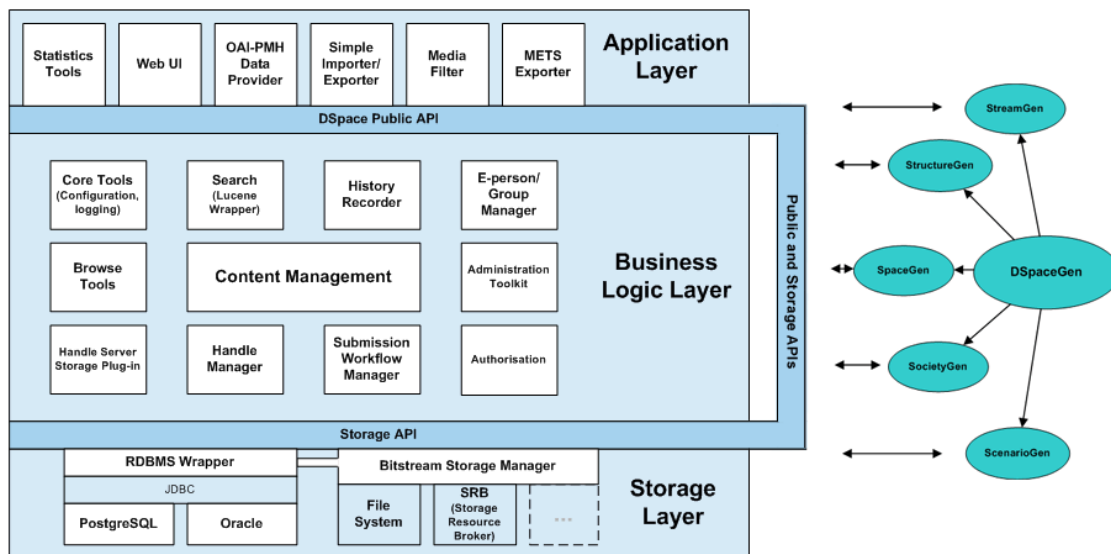 Statistics
Tools
Web UI
OAI-PMH
Data
Provider
Simple
Importer/
Exporter
Media
Filter
METS
Exporter
Application
Layer
DSpace Public API
Core Tools
(Configuration,
logging)
Search
(Lucene
Wrapper)
History
Recorder
E-person/
Group
Manager
Browse
Tools
Content Management
Administration
Toolkit
Business
Logic Layer
Handle Server
Storage Plug-in
Handle
Manager
Submission
Workflow
Manager
Authorisation
Public and Storage APIs
Storage API
RDBMS Wrapper
JDBC
PostgreSQL
Oracle
Bitstream Storage Manager
File
System
SRB
(Storage
Resource
Broker)
...
Storage
Layer
StreamGen
StructureGen
SpaceGen
DSpaceGen
SocietyGen
ScenarioGen